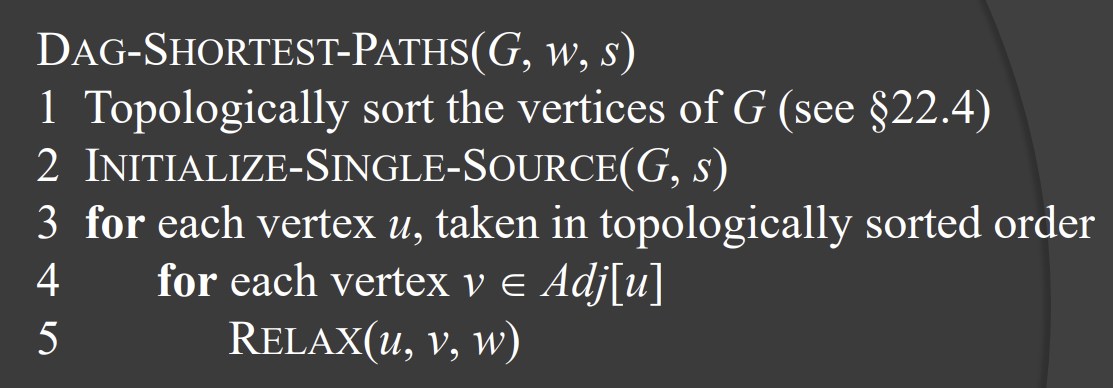 DAG-SHORTEST-PATHS(G, w, s)
1 Topologically sort the vertices of G (see §22.4)
2 INITIALIZE-SINGLE-SOURCE(G, s)
3 for each vertex u, taken in topologically sorted order
4 for each vertex v ∈ Adj[u]
5 RELAX(u, v, w)